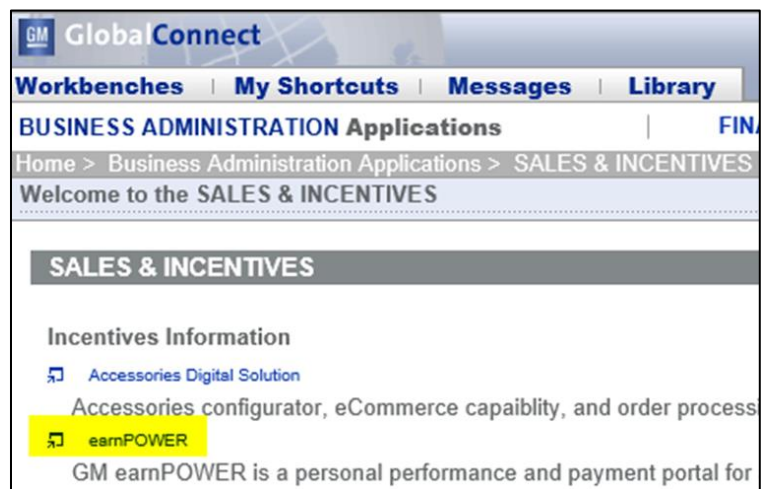 GM GlobalConnect
Workbenches | My Shortcuts | Messages | Library
BUSINESS ADMINISTRATION Applications | FIN
Home > Business Administration Applications > SALES & INCENTIVES
Welcome to the SALES & INCENTIVES
SALES & INCENTIVES
Incentives Information
Accessories Digital Solution
Accessories configurator, eCommerce capaiblity, and order processi
earnPOWER
GM earnPOWER is a personal performance and payment portal for